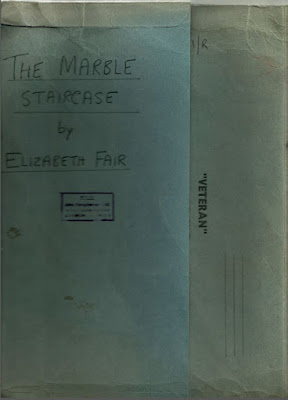 THE MARBLE
STAIRCASE
by
ELIZABETH FAIR
/R
"VETERAN"